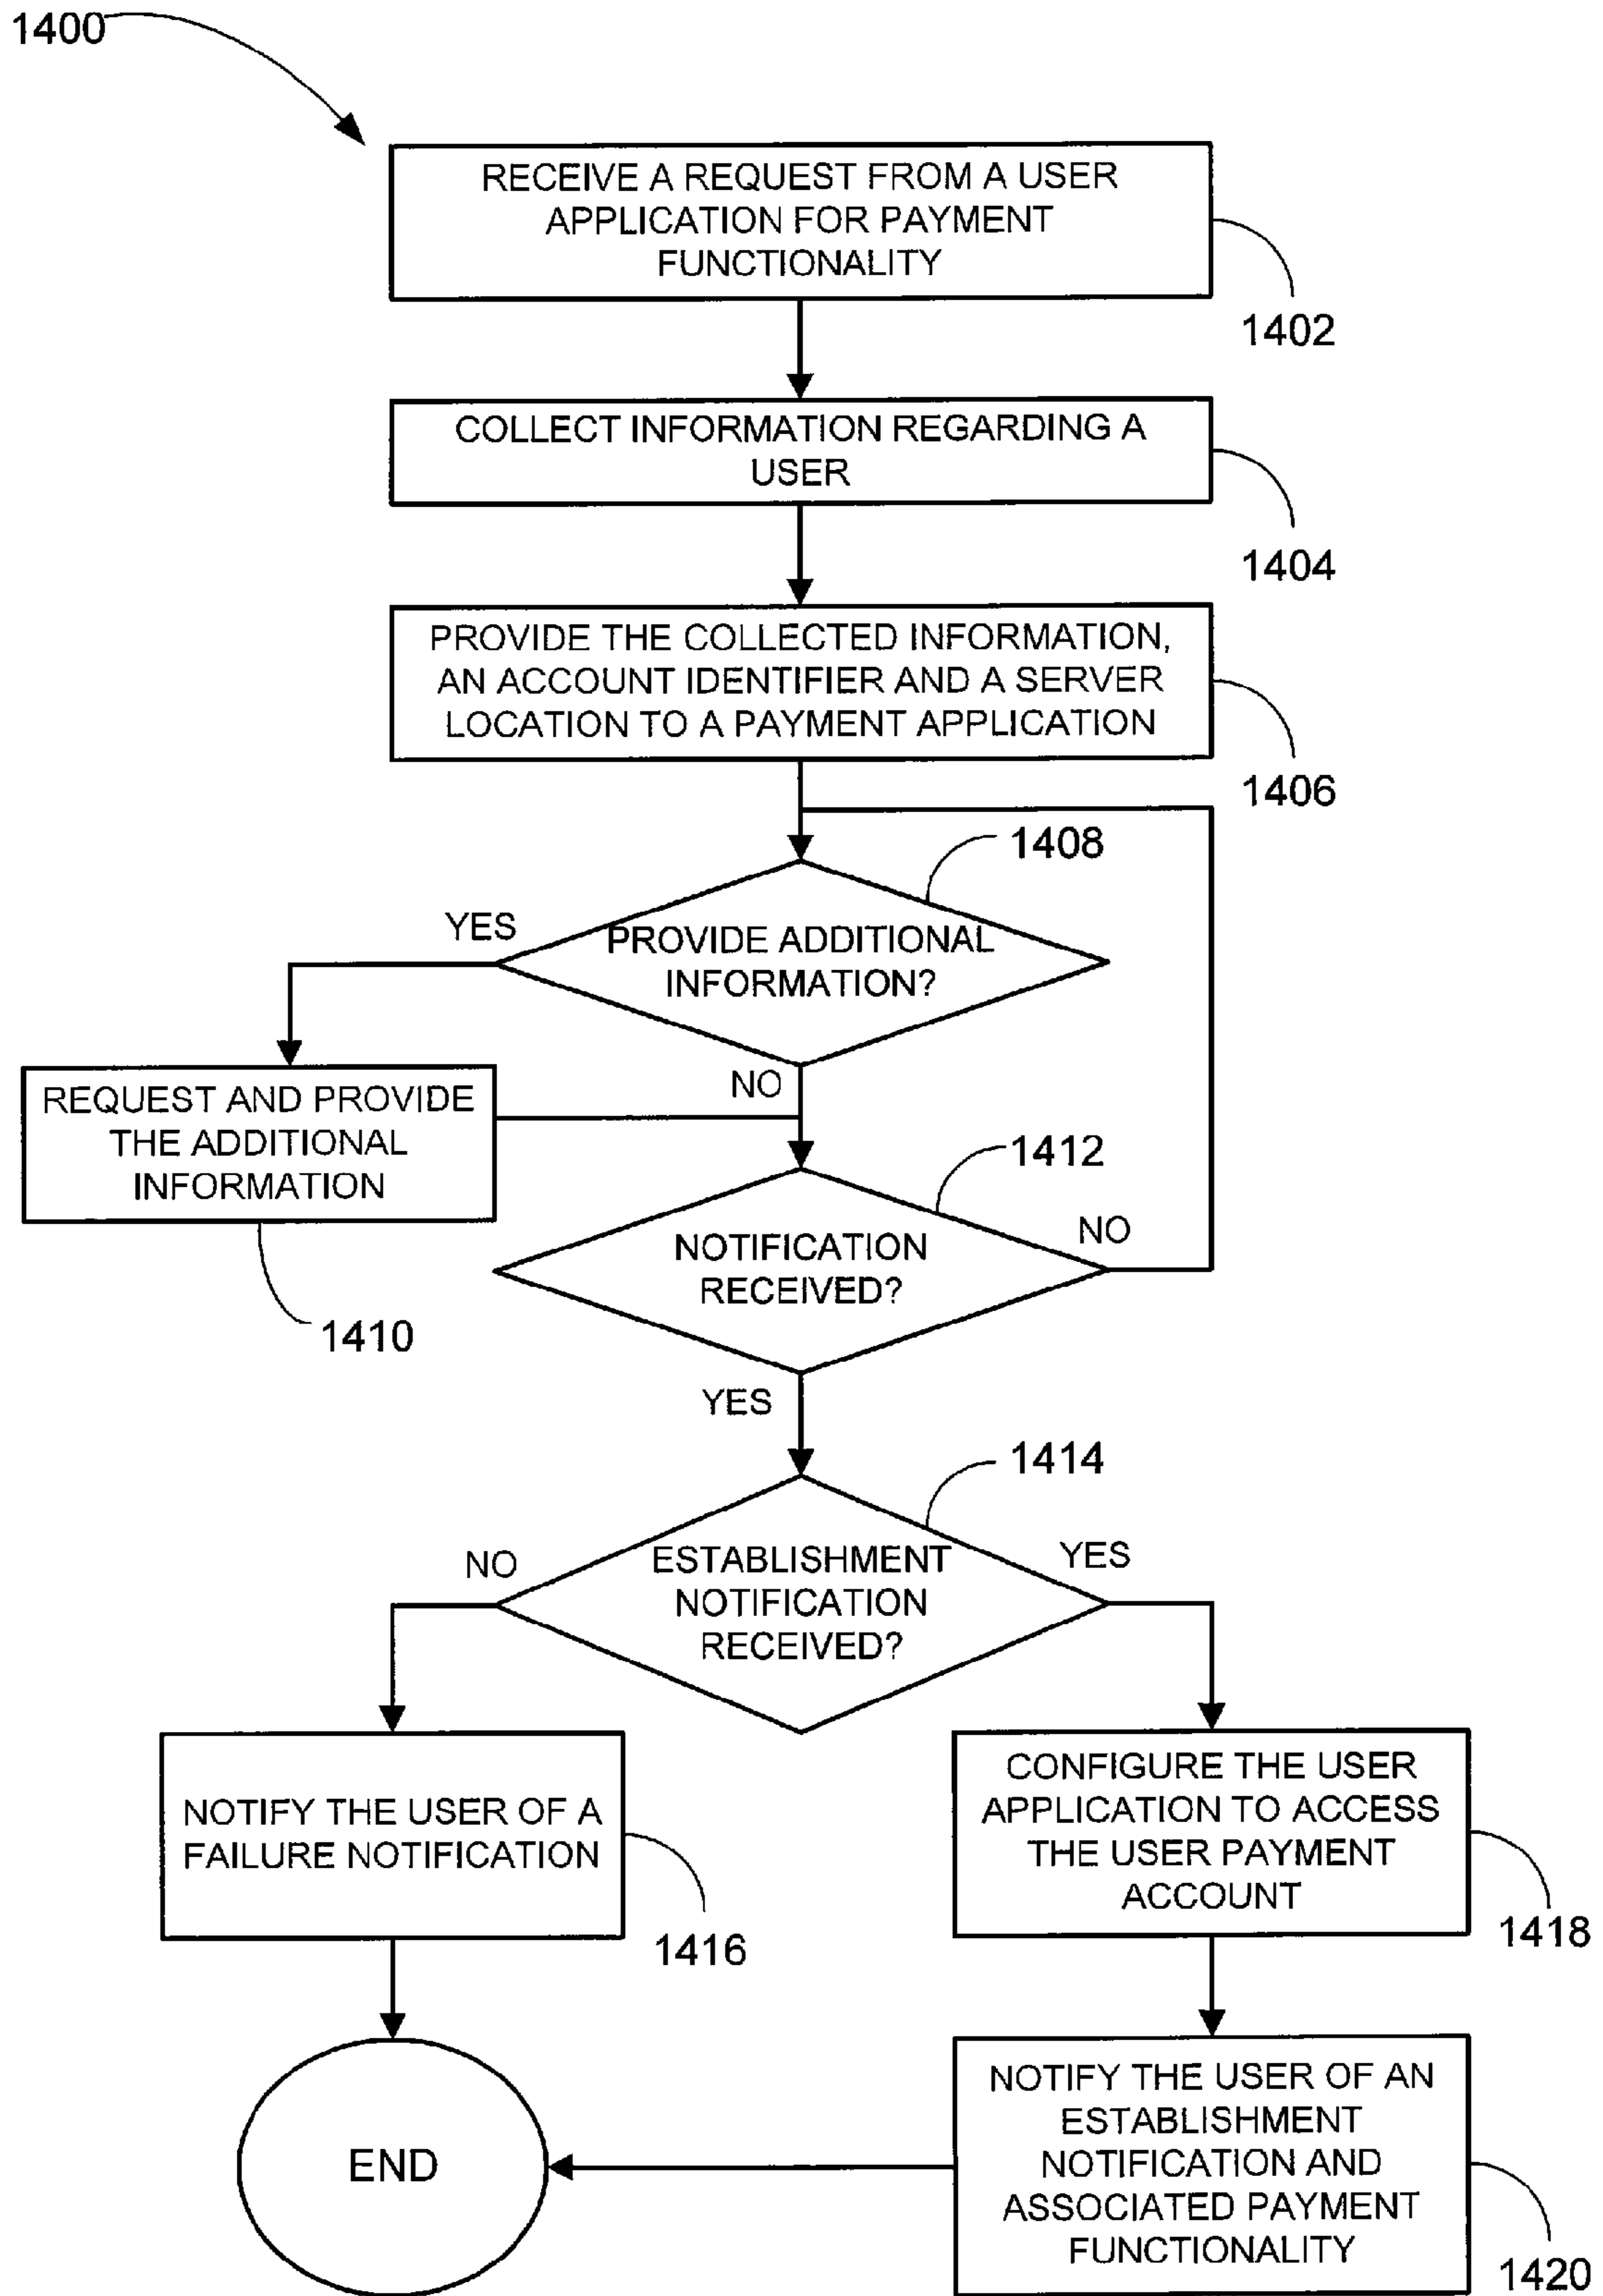 1400
RECEIVE A REQUEST FROM A USER
APPLICATION FOR PAYMENT
FUNCTIONALITY
1402
COLLECT INFORMATION REGARDING A
USER
1404
PROVIDE THE COLLECTED INFORMATION,
AN ACCOUNT IDENTIFIER AND A SERVER
LOCATION TO A PAYMENT APPLICATION
1406
1408
YES
PROVIDE ADDITIONAL
INFORMATION?
NO
REQUEST AND PROVIDE
THE ADDITIONAL
INFORMATION
1410
1412
NO
NOTIFICATION
RECEIVED?
YES
1414
NO
ESTABLISHMENT
NOTIFICATION
RECEIVED?
YES
NOTIFY THE USER OF A
FAILURE NOTIFICATION
1416
CONFIGURE THE USER
APPLICATION TO ACCESS
THE USER PAYMENT
ACCOUNT
1418
END
NOTIFY THE USER OF AN
ESTABLISHMENT
NOTIFICATION AND
ASSOCIATED PAYMENT
FUNCTIONALITY
1420